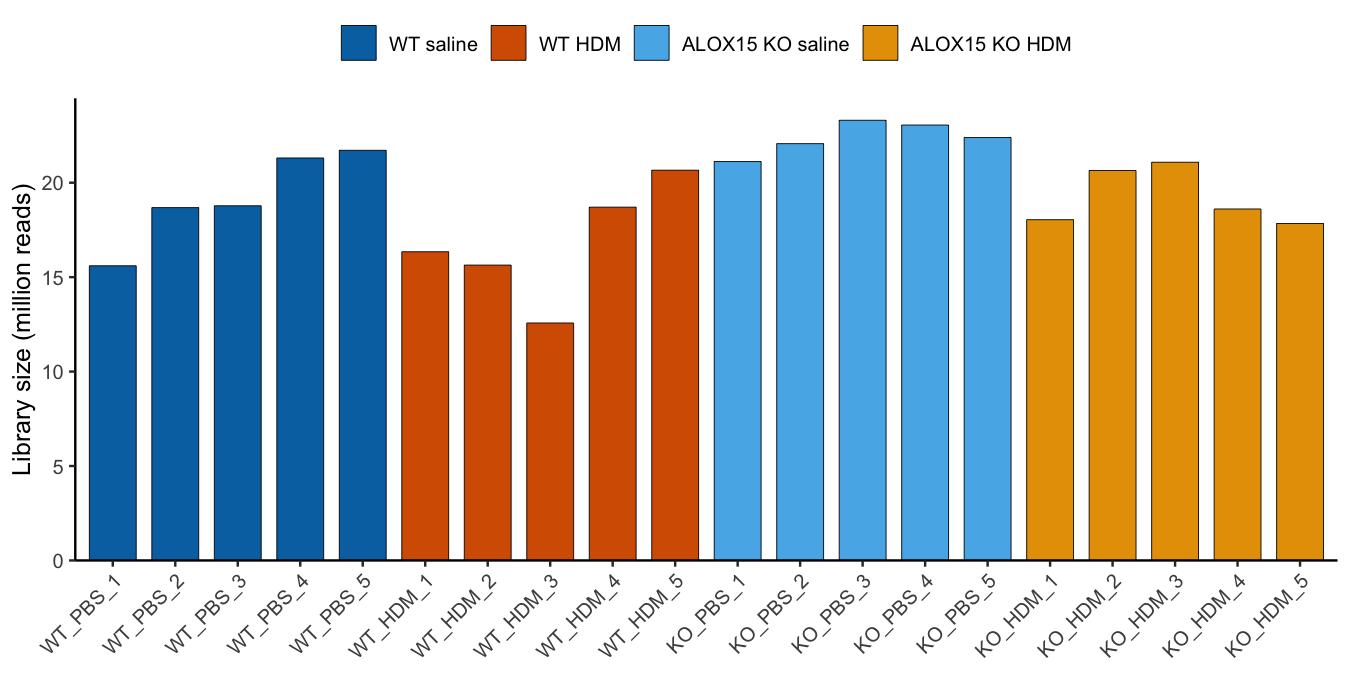 WT saline WT HDM ALOX15 KO saline ALOX15 KO HDM
Library size (million reads)
20
15
10
5
0
WT_PBS_1 WT_PBS_2 WT_PBS_3 WT_PBS_4 WT_PBS_5 WT_HDM_1 WT_HDM_2 WT_HDM_3 WT_HDM_4 WT_HDM_5 KO_PBS_1 KO_PBS_2 KO_PBS_3 KO_PBS_4 KO_PBS_5 KO_HDM_1 KO_HDM_2 KO_HDM_3 KO_HDM_4 KO_HDM_5